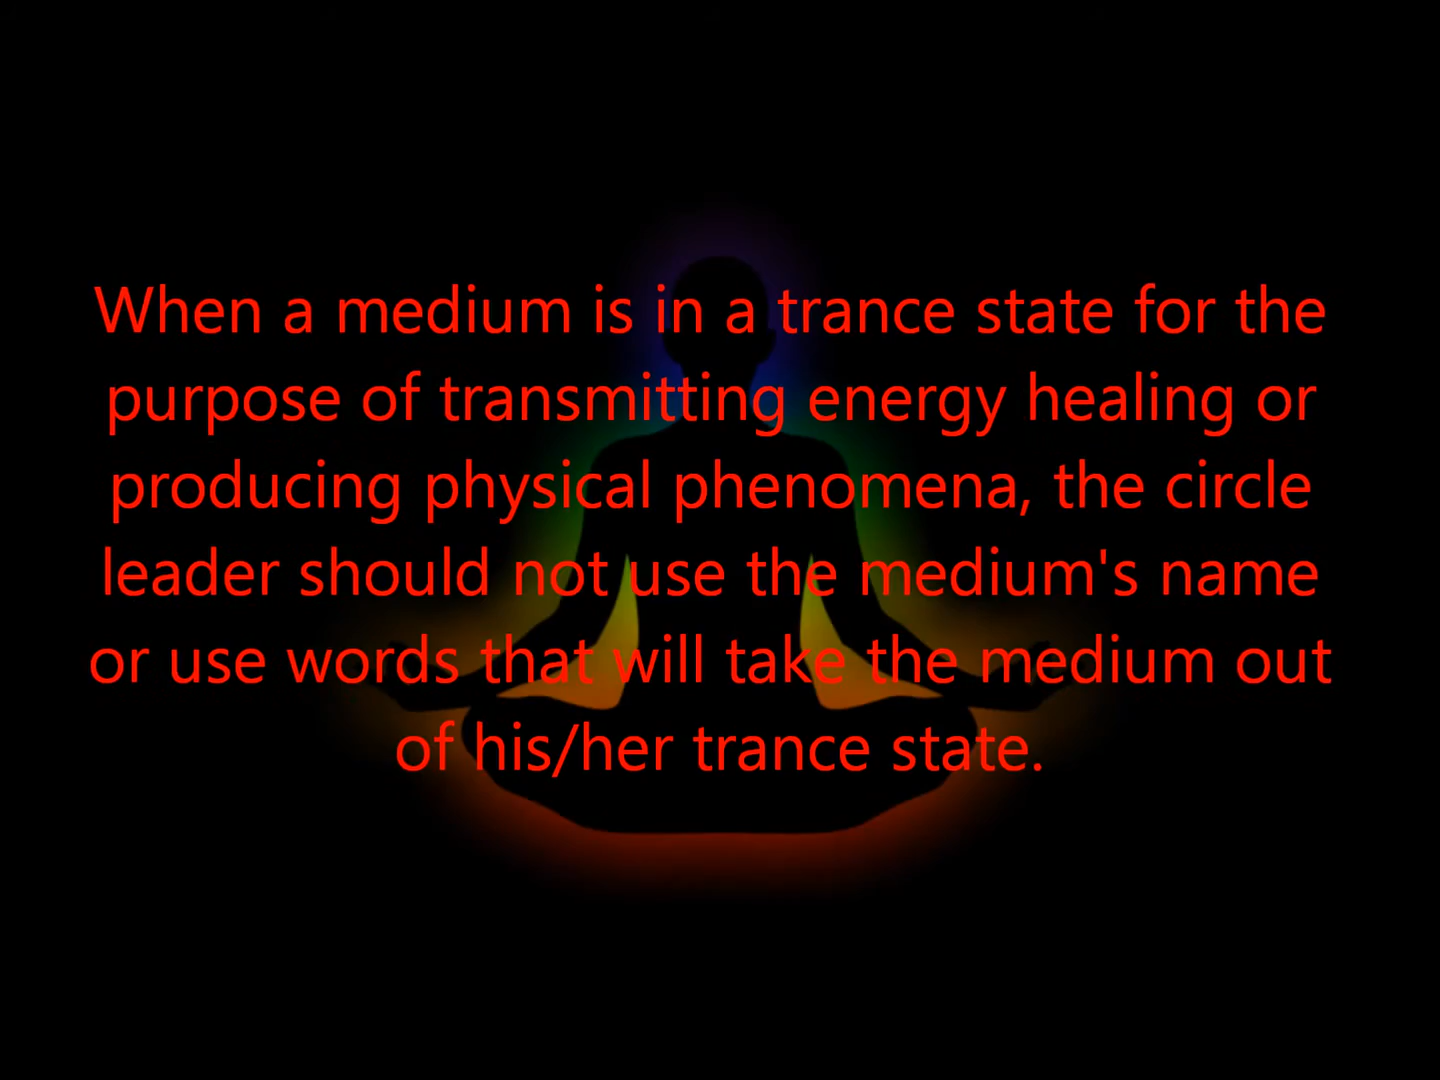 When a medium is in a trance state for the
purpose of transmitting energy healing or
producing physical phenomena, the circle
leader should not use the medium's name
or use words that will take the medium out
of his/her trance state.